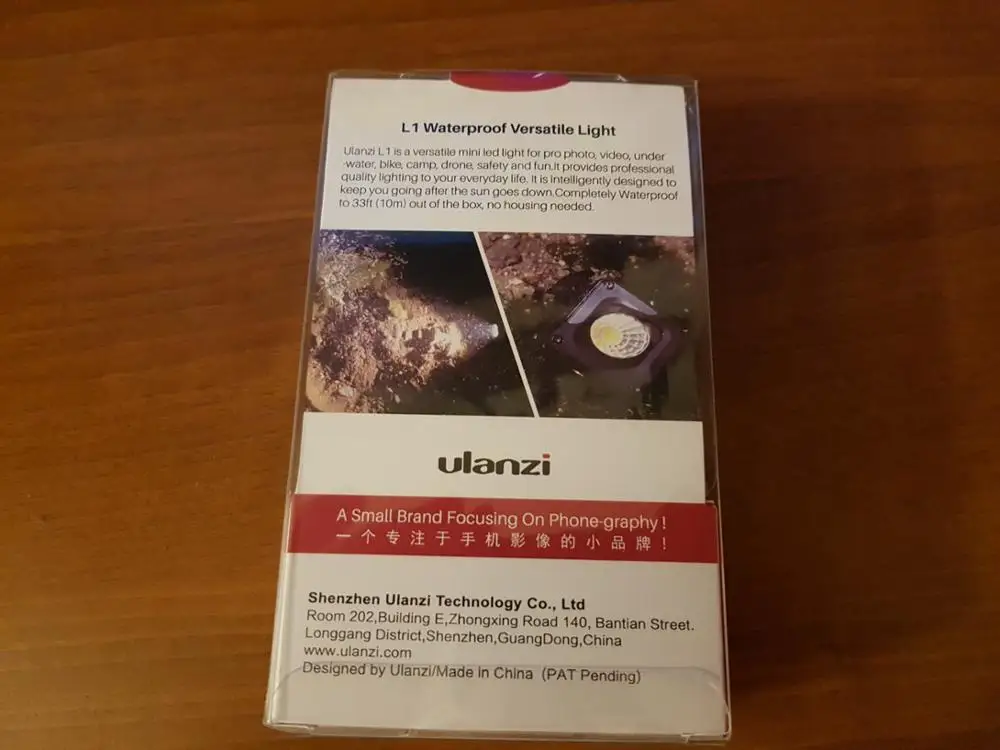 L1 Waterproof Versatile Light
Ulanzi L1 is a versatile mini led light for pro photo, video, under
-water, bike, camp, drone, safety and fun.It provides professional
quality lighting to your everyday life. It is intelligently designed to
keep you going after the sun goes down.Completely Waterproof
to 33ft (10m) out of the box, no housing needed.
ulanzi
A Small Brand Focusing On Phone-graphy!
一个专注于手机影像的小品牌!
Shenzhen Ulanzi Technology Co., Ltd
Room 202,Building E,Zhongxing Road 140, Bantian Street.
Longgang District,Shenzhen,GuangDong,China
www.ulanzi.com
Designed by Ulanzi/Made in China (PAT Pending)